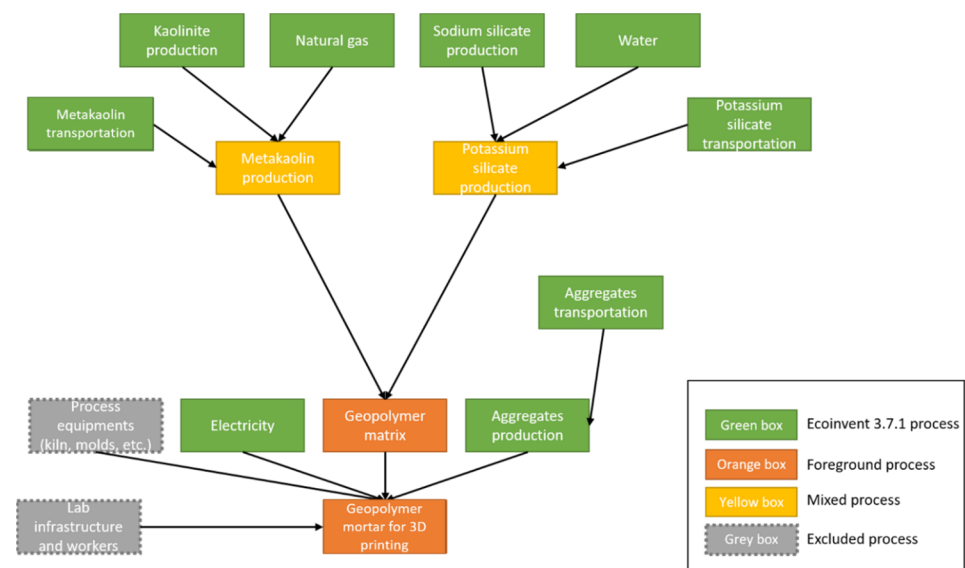 Kaolinite
production
Natural gas
Sodium silicate
production
Water
Metakaolin
transportation
Potassium
silicate
transportation
Metakaolin
production
Potassium
silicate
production
Aggregates
transportation
Process
equipments
(kiln, molds, etc.)
Electricity
Geopolymer
matrix
Aggregates
production
Lab
infrastructure
and workers
Geopolymer
mortar for 3D
printing
Green box
Ecoinvent 3.7.1 process
Orange box
Foreground process
Yellow box
Mixed process
Grey box
Excluded process